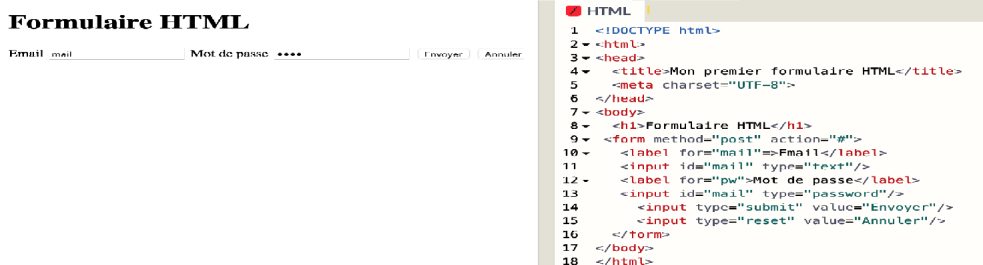 Formulaire HTML
Email mail Mot de passe •••• Envoyer Annuler
HTML
1 <!DOCTYPE html>
2 <html>
3 <head>
4 <title>Mon premier formulaire HTML</title>
5 <meta charset="UTF-8">
6 </head>
7 <body>
8 <h1>Formulaire HTML</h1>
9 <form method="post" action="#">
10 <label for="mail"=>Email</label>
11 <input id="mail" type="text"/>
12 <label for="pw">Mot de passe</label>
13 <input id="mail" type="password"/>
14 <input type="submit" value="Envoyer"/>
15 <input type="reset" value="Annuler"/>
16 </form>
17 </body>
18 </html>